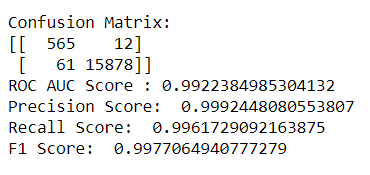 Confusion Matrix:
[[  565    12]
 [   61 15878]]
ROC AUC Score : 0.9922384985304132
Precision Score:  0.9992448080553807
Recall Score:  0.9961729092163875
F1 Score:  0.9977064940777279